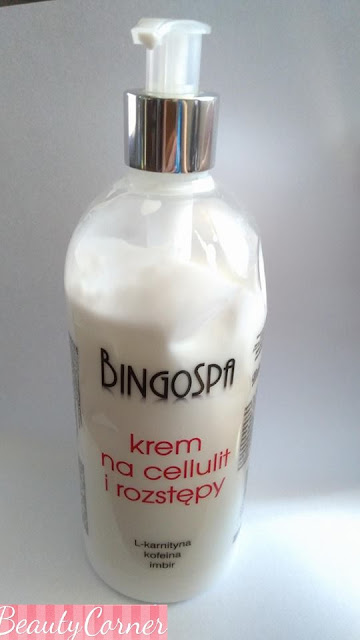 BINGOSPA
krem
na cellulit
i rozstępy
L-karnityna
kofeina
imbir
BeautyCorner